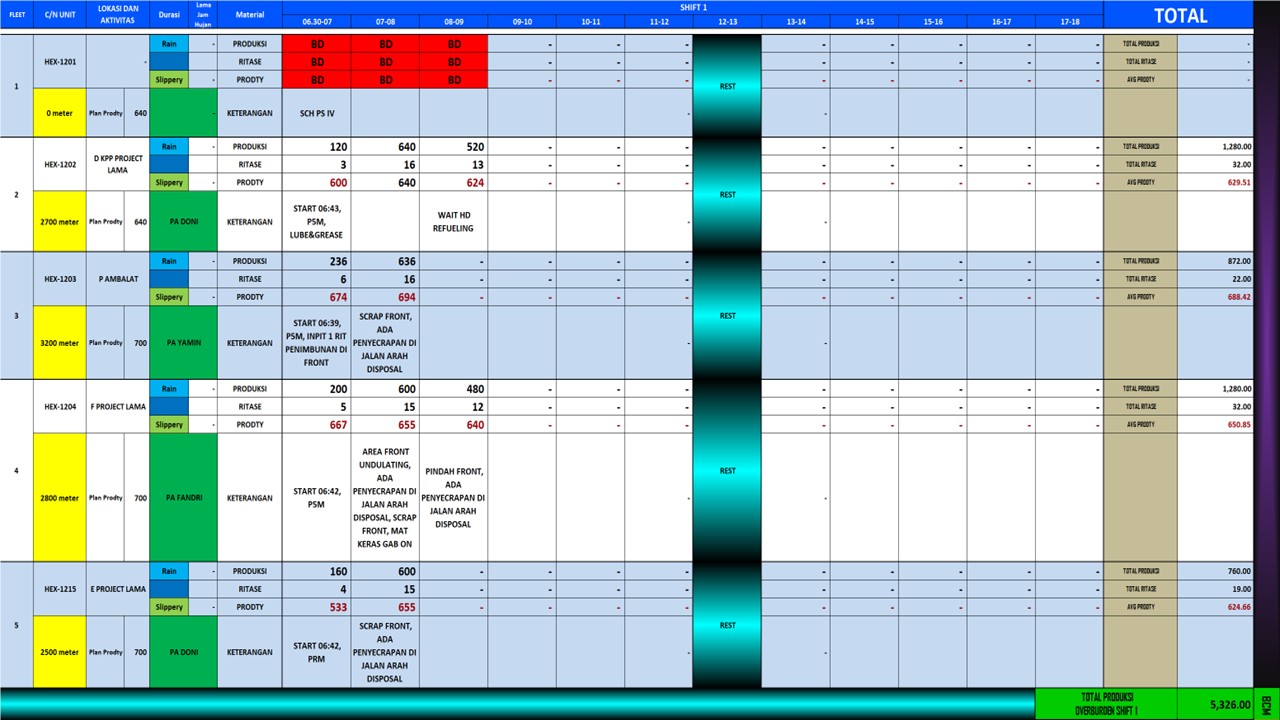 FLEET C/N UNIT LOKASI DAN AKTIVITAS Durasi Lama Jam Hujan Material SHIFT 1 TOTAL
06.30-07 07-08 08-09 09-10 10-11 11-12 12-13 13-14 14-15 15-16 16-17 17-18
1 HEX-1201 - Rain - PRODUKSI BD BD BD - - - - - - - - TOTAL PRODUKSI -
RITASE BD BD BD - - - - - - - - TOTAL RITASE -
Slippery - PRODTY BD BD BD - - - - - - - - AVG PRODTY -
REST
0 meter Plan Prodty 640 - KETERANGAN SCH PS IV - -
2 HEX-1202 D KPP PROJECT LAMA Rain - PRODUKSI 120 640 520 - - - - - - - - TOTAL PRODUKSI 1,280.00
RITASE 3 16 13 - - - - - - - - TOTAL RITASE 32.00
Slippery - PRODTY 600 640 624 - - - - - - - - AVG PRODTY 629.51
REST
2700 meter Plan Prodty 640 PA DONI KETERANGAN START 06:43, P5M, LUBE&GREASE WAIT HD REFUELING - -
3 HEX-1203 P AMBALAT Rain - PRODUKSI 236 636 - - - - - - - - - TOTAL PRODUKSI 872.00
RITASE 6 16 - - - - - - - - - TOTAL RITASE 22.00
Slippery - PRODTY 674 694 - - - - - - - - - AVG PRODTY 688.42
REST
3200 meter Plan Prodty 700 PA YAMIN KETERANGAN START 06:39, P5M, INPIT 1 RIT PENIMBUNAN DI FRONT SCRAP FRONT, ADA PENYECRAPAN DI JALAN ARAH DISPOSAL - -
4 HEX-1204 F PROJECT LAMA Rain - PRODUKSI 200 600 480 - - - - - - - - TOTAL PRODUKSI 1,280.00
RITASE 5 15 12 - - - - - - - - TOTAL RITASE 32.00
Slippery - PRODTY 667 655 640 - - - - - - - - AVG PRODTY 650.85
REST
2800 meter Plan Prodty 700 PA FANDRI KETERANGAN START 06:42, P5M AREA FRONT UNDULATING, ADA PENYECRAPAN DI JALAN ARAH DISPOSAL, SCRAP FRONT, MAT KERAS GAB ON PINDAH FRONT, ADA PENYECRAPAN DI JALAN ARAH DISPOSAL - -
5 HEX-1215 E PROJECT LAMA Rain - PRODUKSI 160 600 - - - - - - - - - TOTAL PRODUKSI 760.00
RITASE 4 15 - - - - - - - - - TOTAL RITASE 19.00
Slippery - PRODTY 533 655 - - - - - - - - - AVG PRODTY 624.66
REST
2500 meter Plan Prodty 700 PA DONI KETERANGAN START 06:42, PRM SCRAP FRONT, ADA PENYECRAPAN DI JALAN ARAH DISPOSAL - -
TOTAL PRODUKSI OVERBURDEN SHIFT 1 5,326.00 BCM